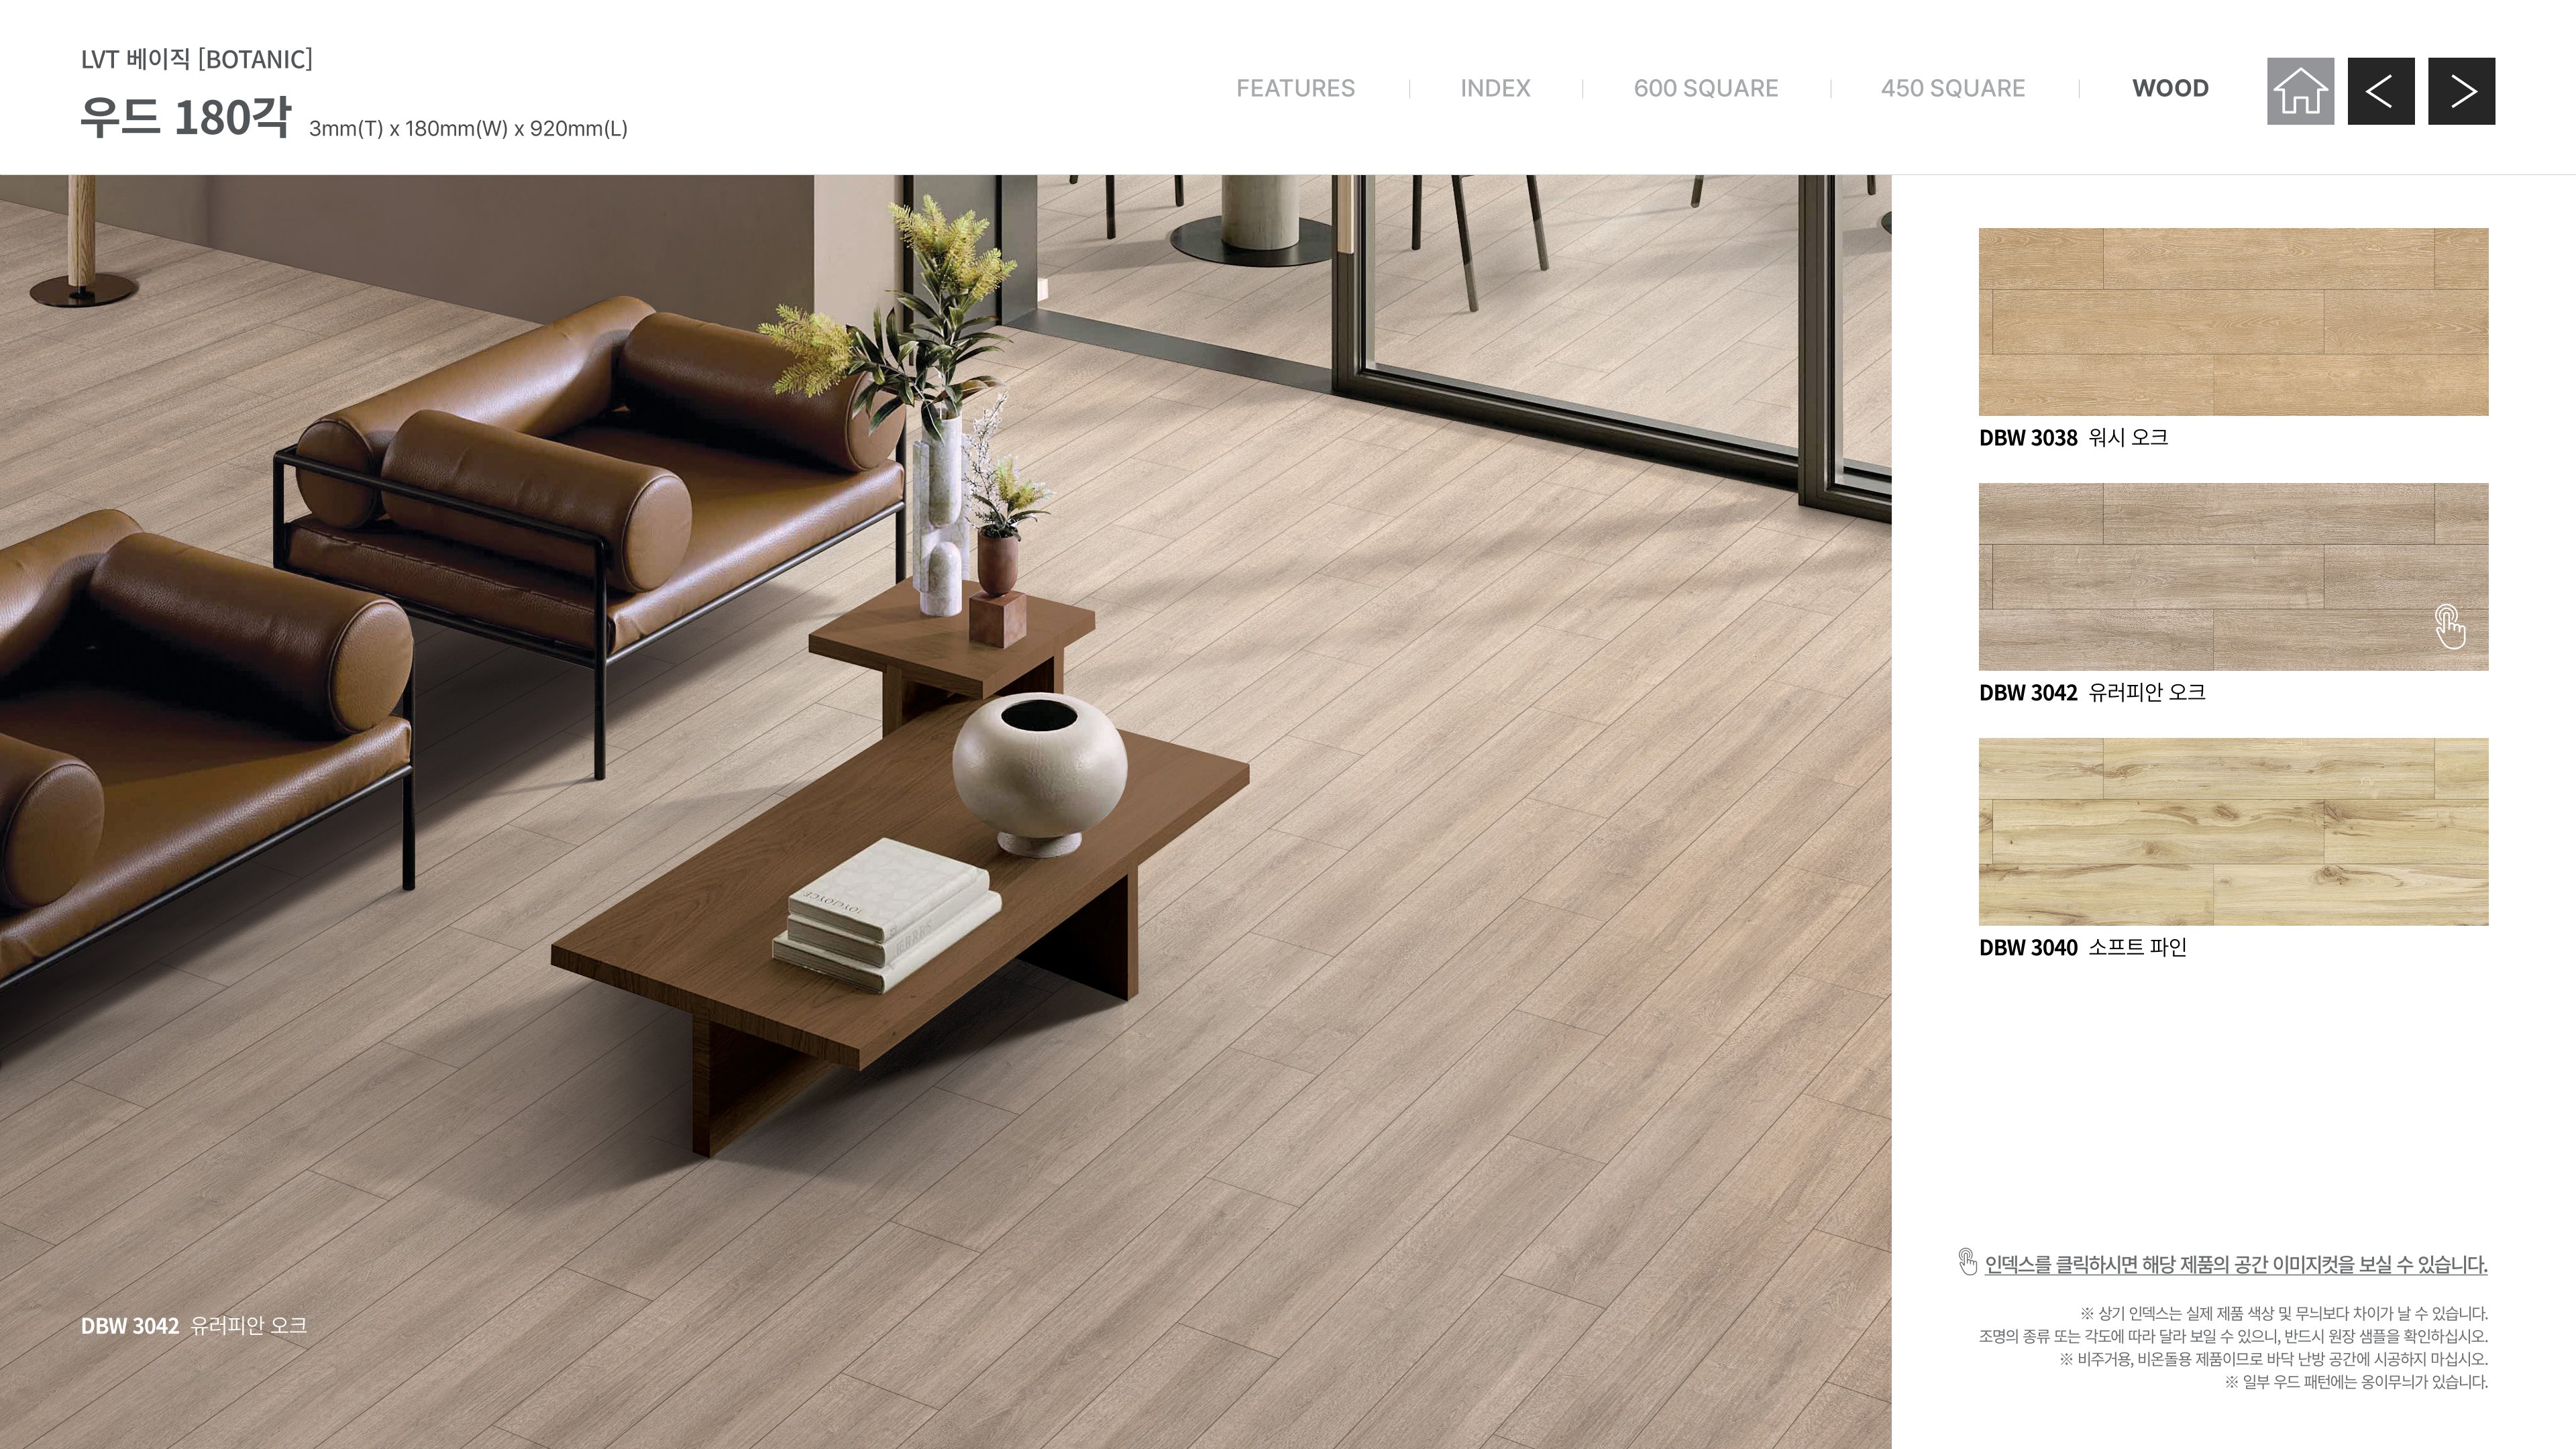 LVT 베이직 [BOTANIC]
우드 180각 3mm(T) x 180mm(W) x 920mm(L)
FEATURES
INDEX
600 SQUARE
450 SQUARE
WOOD
DBW 3038 워시 오크
DBW 3042 유러피안 오크
DBW 3040 소프트 파인
DBW 3042 유러피안 오크
인덱스를 클릭하시면 해당 제품의 공간 이미지컷을 보실 수 있습니다.
※ 상기 인덱스는 실제 제품 색상 및 무늬보다 차이가 날 수 있습니다.
조명의 종류 또는 각도에 따라 달라 보일 수 있으니, 반드시 원장 샘플을 확인하십시오.
※ 비주거용, 비온돌용 제품이므로 바닥 난방 공간에 시공하지 마십시오.
※ 일부 우드 패턴에는 옹이무늬가 있습니다.